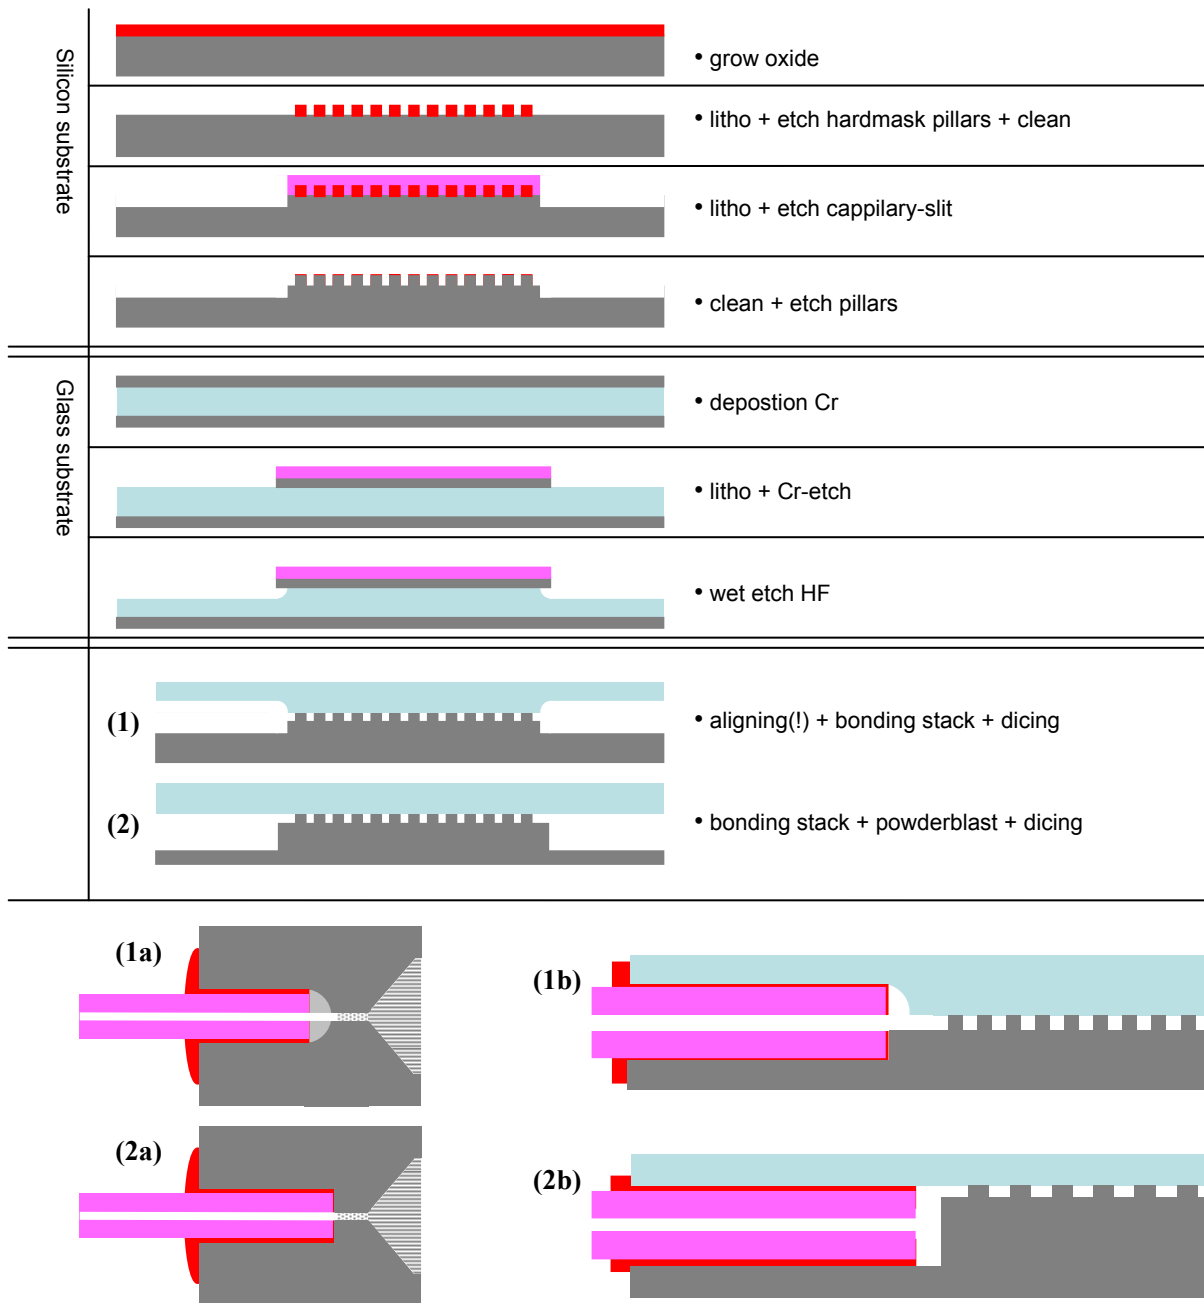 Silicon substrate
• grow oxide
• litho + etch hardmask pillars + clean
• litho + etch cappilary-slit
• clean + etch pillars
Glass substrate
• depostion Cr
• litho + Cr-etch
• wet etch HF
(1)
• aligning(!) + bonding stack + dicing
(2)
• bonding stack + powderblast + dicing
(1a)
(1b)
(2a)
(2b)